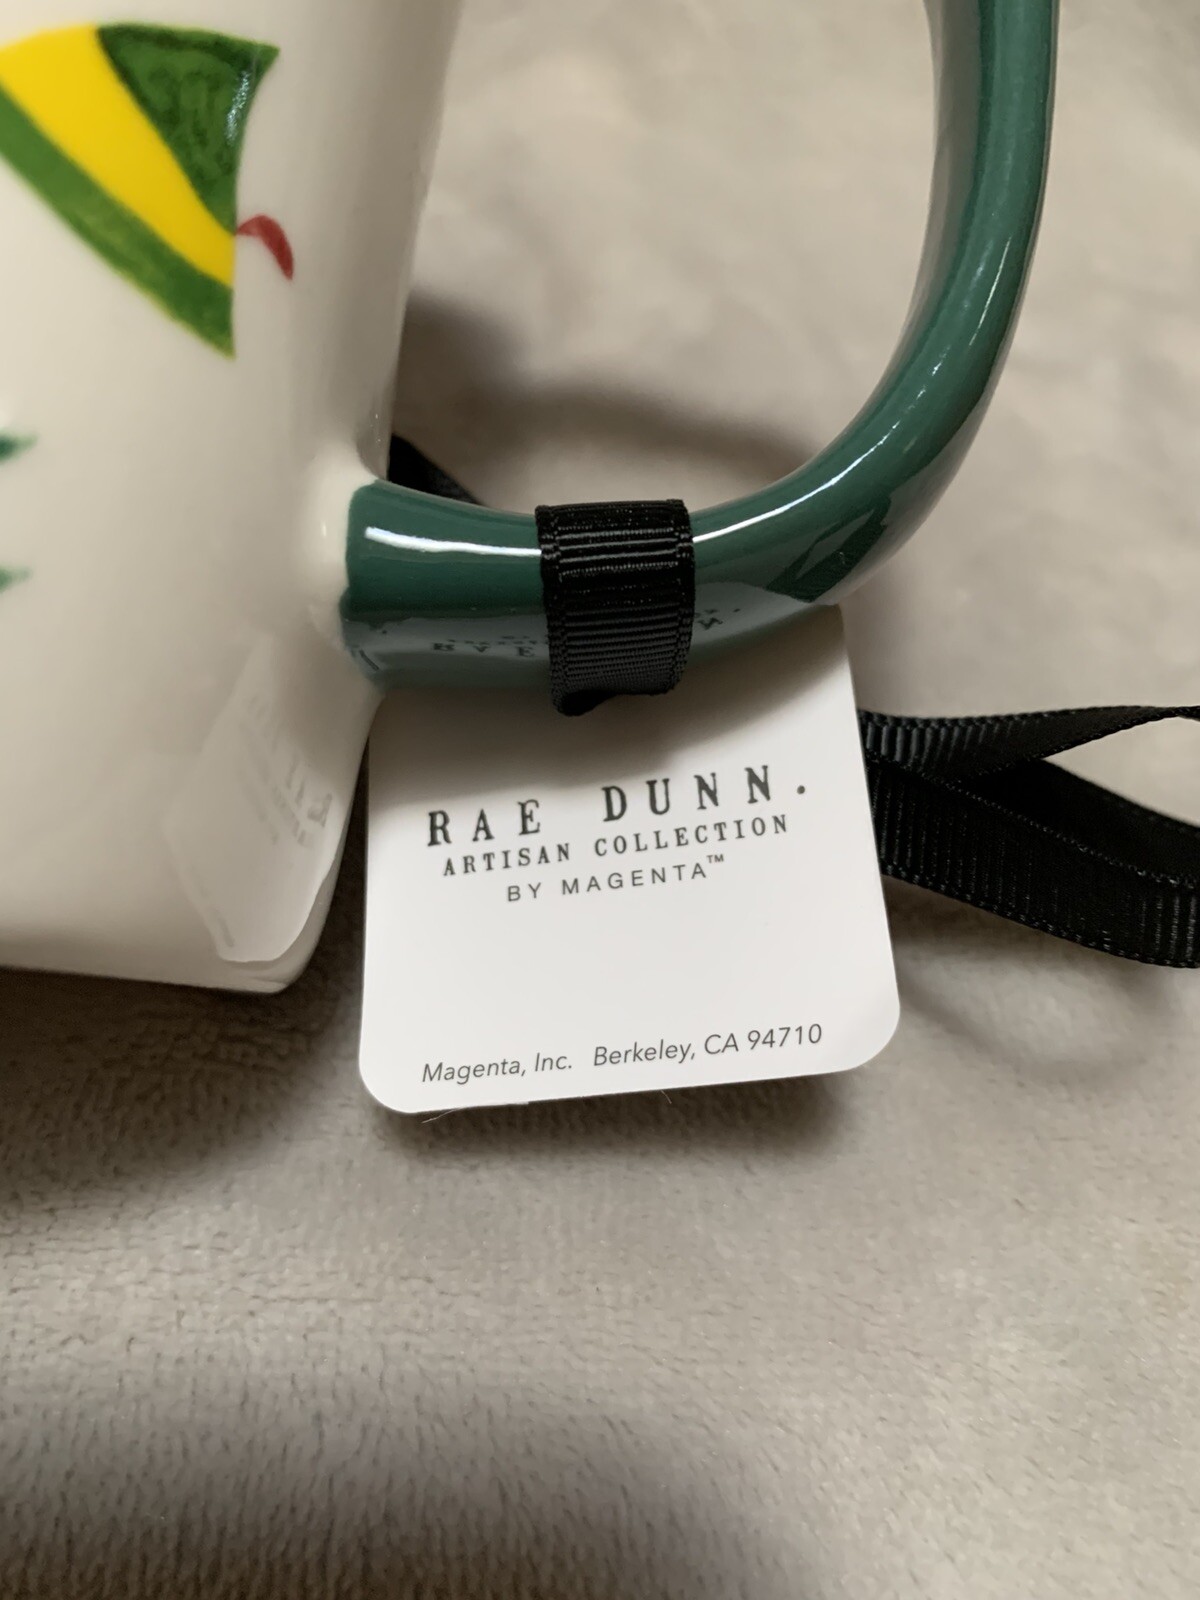 RAE DUNN.
ARTISAN COLLECTION
BY MAGENTA™
Magenta, Inc. Berkeley, CA 94710